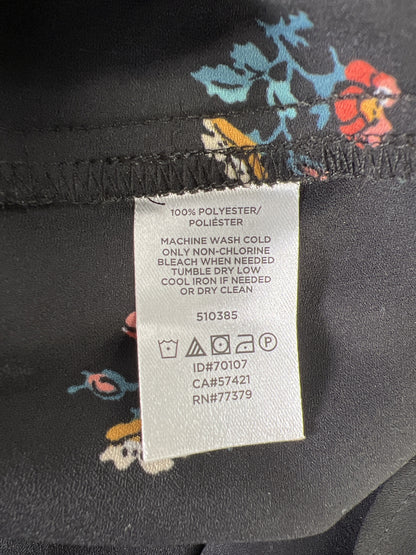 100% POLYESTER/
POLIÉSTER
MACHINE WASH COLD
ONLY NON-CHLORINE
BLEACH WHEN NEEDED
TUMBLE DRY LOW
COOL IRON IF NEEDED
OR DRY CLEAN
510385
P
ID#70107
CA#57421
RN#77379